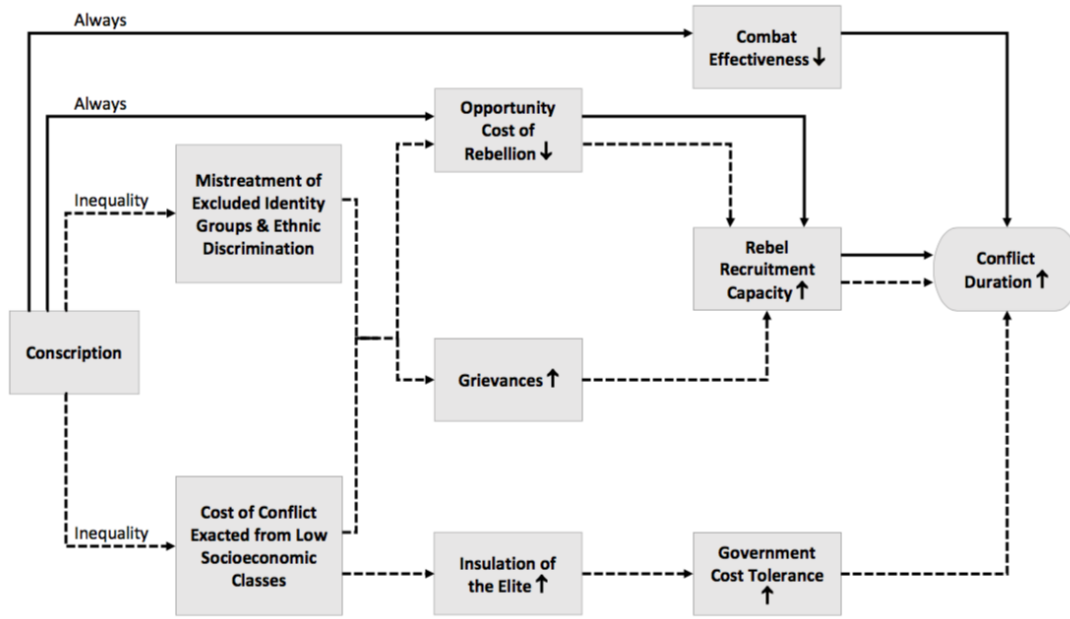 Always
Combat
Effectiveness ↓
Always
Opportunity
Cost of
Rebellion ↓
Inequality
Mistreatment of
Excluded Identity
Groups & Ethnic
Discrimination
Rebel
Recruitment
Capacity ↑
Conflict
Duration ↑
Conscription
Grievances ↑
Inequality
Cost of Conflict
Exacted from Low
Socioeconomic
Classes
Insulation of
the Elite ↑
Government
Cost Tolerance
↑